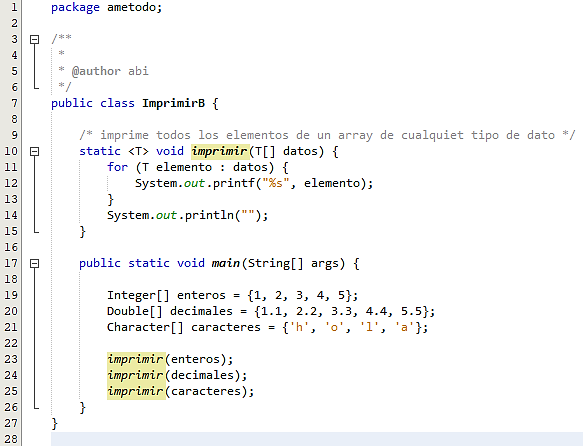 1 package ametodo;
2
3 /**
4 *
5 * @author abi
6 */
7 public class ImprimirB {
8
9 /* imprime todos los elementos de un array de cualquiet tipo de dato */
10 static <T> void imprimir(T[] datos) {
11 for (T elemento : datos) {
12 System.out.printf("%s", elemento);
13 }
14 System.out.println("");
15 }
16
17 public static void main(String[] args) {
18
19 Integer[] enteros = {1, 2, 3, 4, 5};
20 Double[] decimales = {1.1, 2.2, 3.3, 4.4, 5.5};
21 Character[] caracteres = {'h', 'o', 'l', 'a'};
22
23 imprimir(enteros);
24 imprimir(decimales);
25 imprimir(caracteres);
26 }
27 }
28